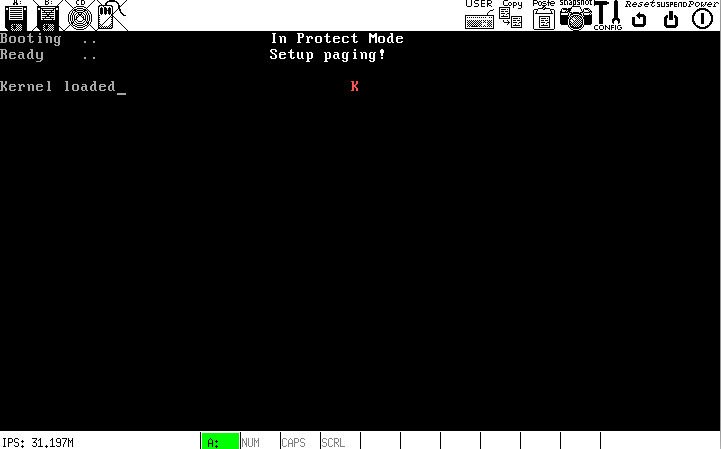 A: B: CD USER Copy Paste Snapshot CONFIG Reset SUSPEND Power
Booting .. In Protect Mode
Ready .. Setup paging!
Kernel loaded_ K
IPS: 31.197M A: NUM CAPS SCRL